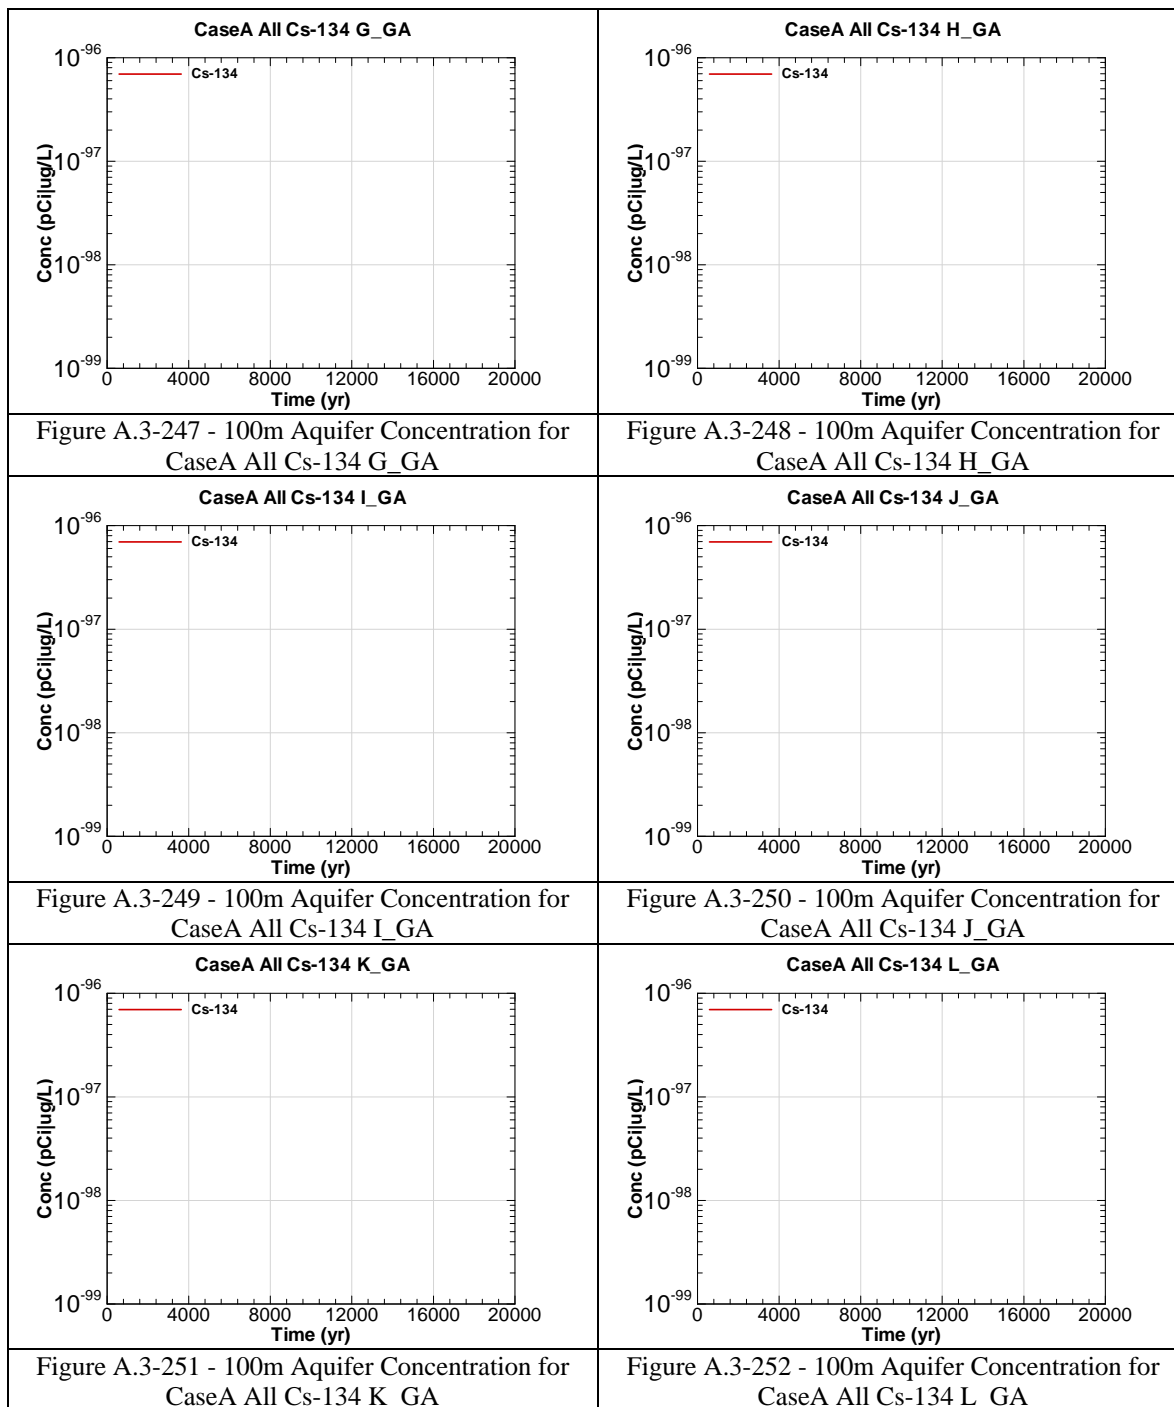 CaseA All Cs-134 G_GA
10-96
Cs-134
10-97
Conc (pCi|ug/L)
10-98
10-99
0 4000 8000 12000 16000 20000
Time (yr)
Figure A.3-247 - 100m Aquifer Concentration for
CaseA All Cs-134 G_GA
CaseA All Cs-134 H_GA
10-96
Cs-134
10-97
Conc (pCi|ug/L)
10-98
10-99
0 4000 8000 12000 16000 20000
Time (yr)
Figure A.3-248 - 100m Aquifer Concentration for
CaseA All Cs-134 H_GA
CaseA All Cs-134 I_GA
10-96
Cs-134
10-97
Conc (pCi|ug/L)
10-98
10-99
0 4000 8000 12000 16000 20000
Time (yr)
Figure A.3-249 - 100m Aquifer Concentration for
CaseA All Cs-134 I_GA
CaseA All Cs-134 J_GA
10-96
Cs-134
10-97
Conc (pCi|ug/L)
10-98
10-99
0 4000 8000 12000 16000 20000
Time (yr)
Figure A.3-250 - 100m Aquifer Concentration for
CaseA All Cs-134 J_GA
CaseA All Cs-134 K_GA
10-96
Cs-134
10-97
Conc (pCi|ug/L)
10-98
10-99
0 4000 8000 12000 16000 20000
Time (yr)
Figure A.3-251 - 100m Aquifer Concentration for
CaseA All Cs-134 K_GA
CaseA All Cs-134 L_GA
10-96
Cs-134
10-97
Conc (pCi|ug/L)
10-98
10-99
0 4000 8000 12000 16000 20000
Time (yr)
Figure A.3-252 - 100m Aquifer Concentration for
CaseA All Cs-134 L_GA